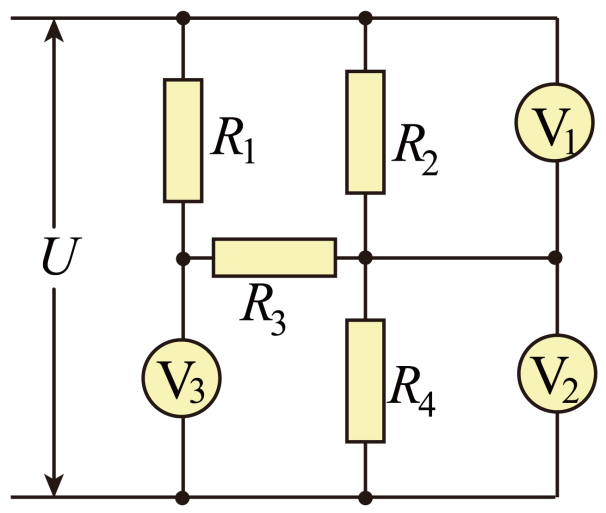 V₁
R₁
R₂
U
R₃
V₃
R₄
V₂